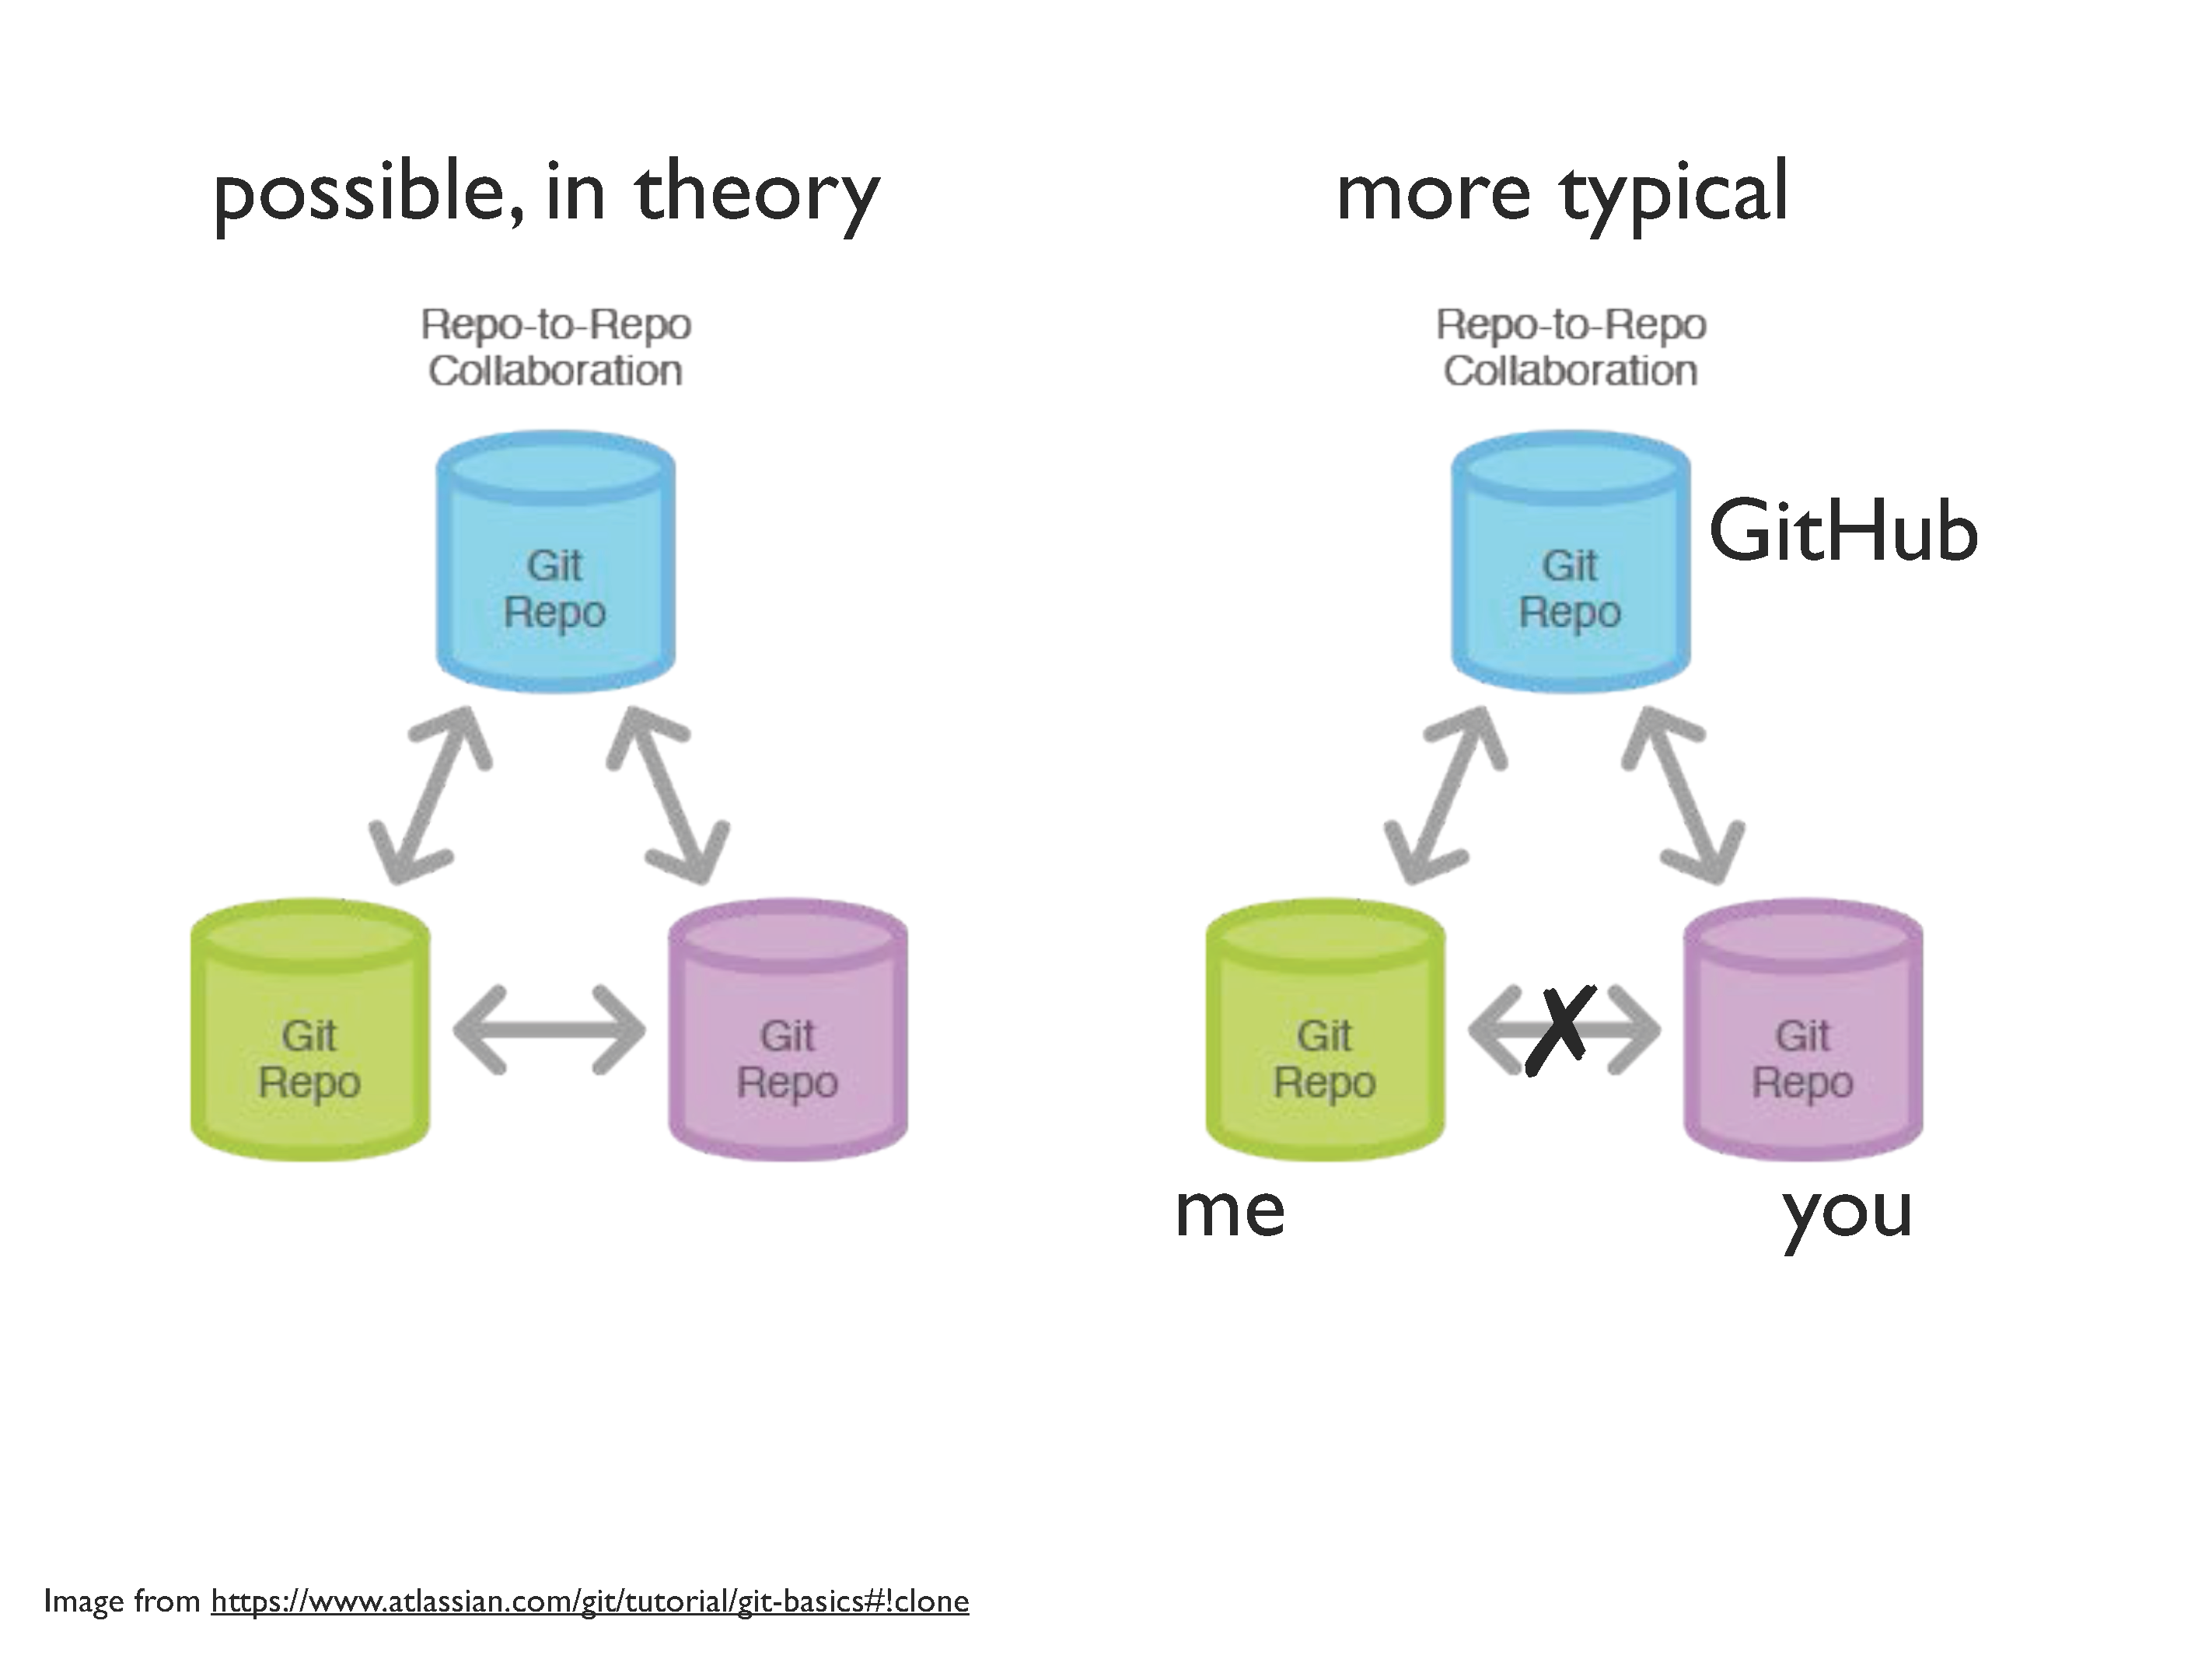 possible, in theory
Repo-to-Repo
Collaboration
Git
Repo
Git
Repo
Git
Repo
more typical
Repo-to-Repo
Collaboration
Git
Repo
GitHub
Git
Repo
Git
Repo
me
you
Image from https://www.atlassian.com/git/tutorial/git-basics#!clone